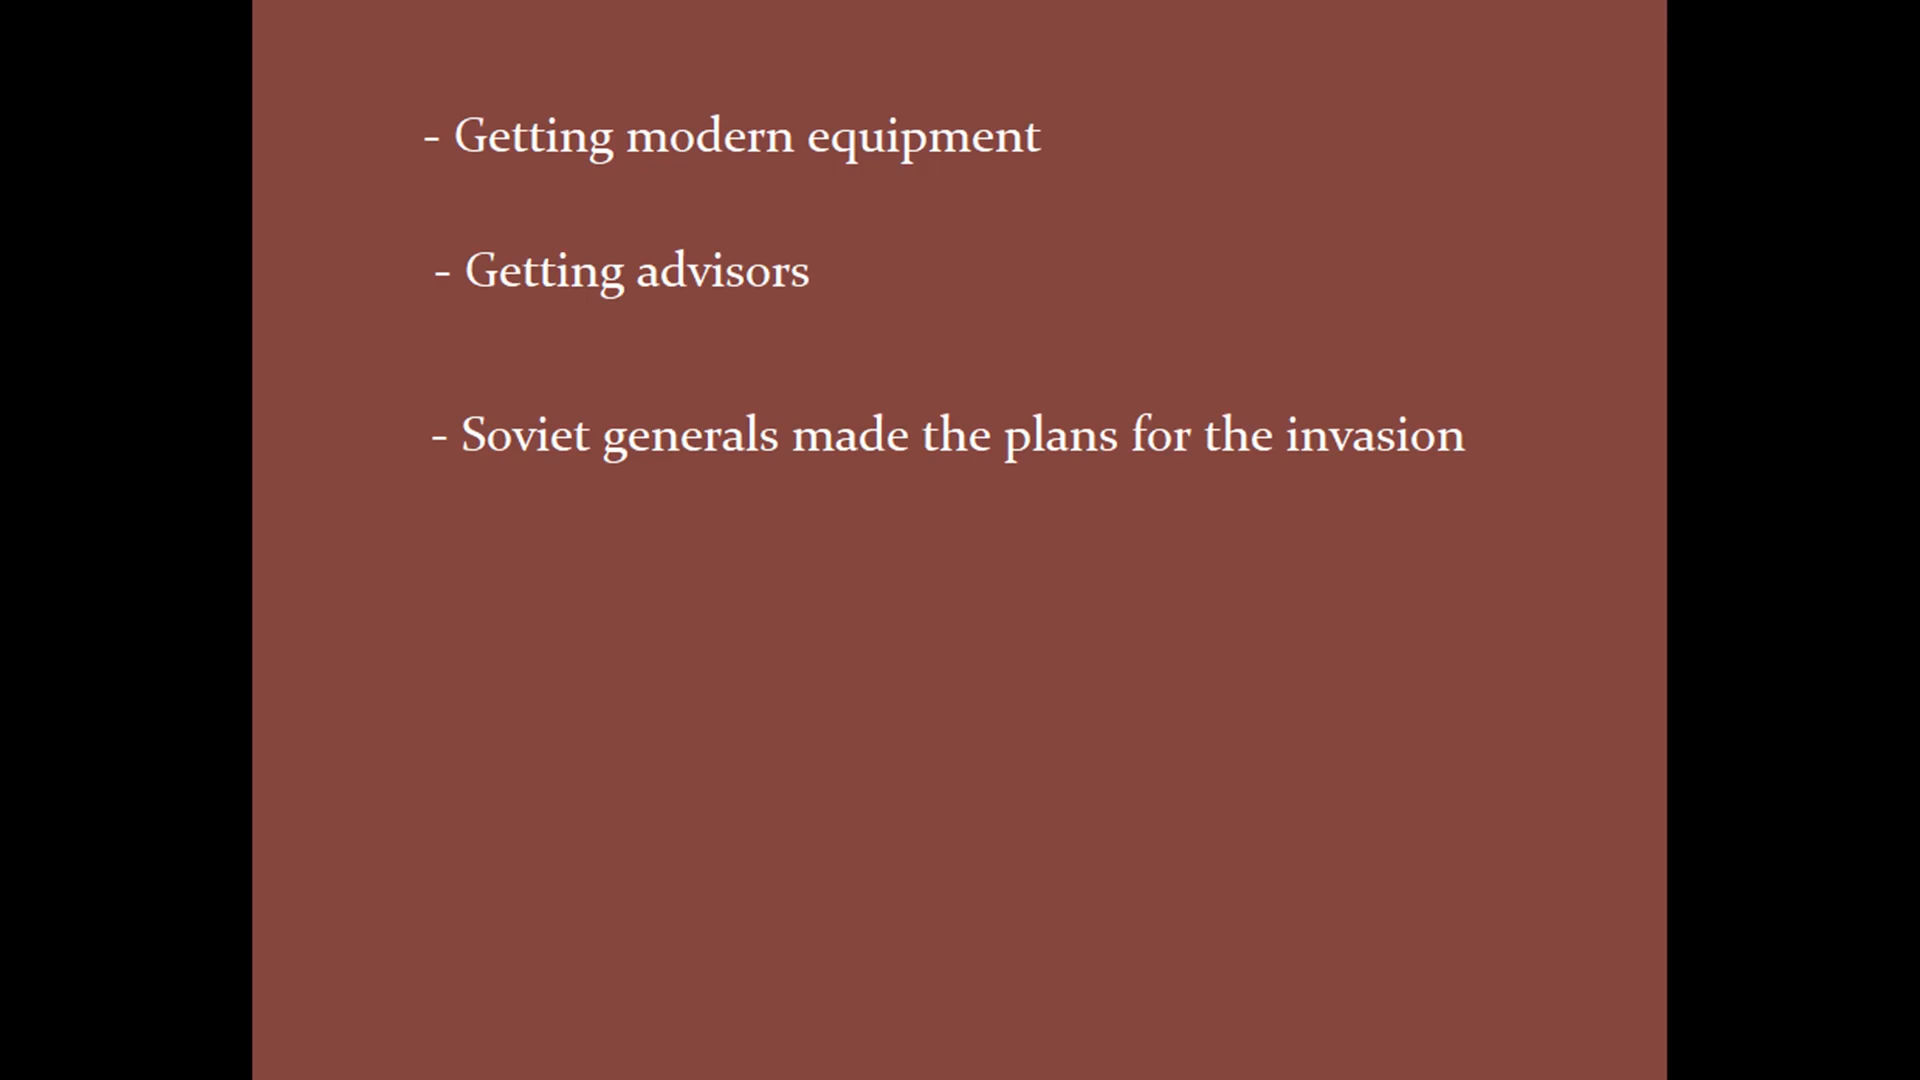 - Getting modern equipment
- Getting advisors
- Soviet generals made the plans for the invasion